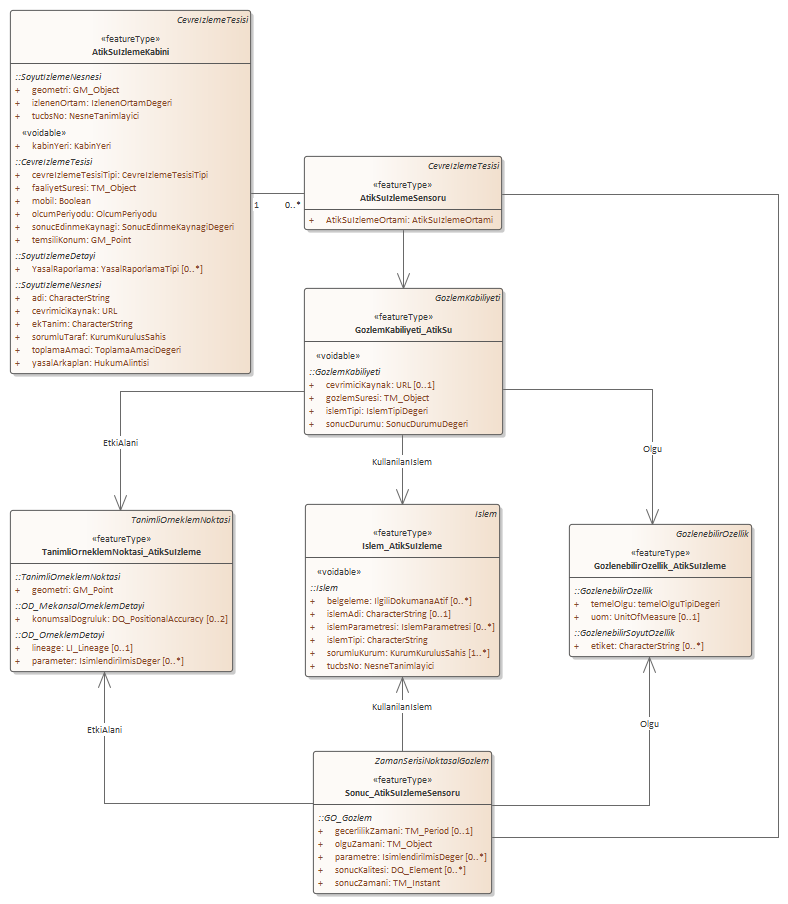 CevreIzlemeTesisi
«featureType»
AtikSuIzlemeKabini
::SoyutIzlemeNesnesi
+ geometri: GM_Object
+ izlenenOrtam: IzlenenOrtamDegeri
+ tucbsNo: NesneTanimlayici
«voidable»
+ kabinYeri: KabinYeri
::CevreIzlemeTesisi
+ cevreIzlemeTesisiTipi: CevreIzlemeTesisiTipi
+ faaliyetSuresi: TM_Object
+ mobil: Boolean
+ olcumPeriyodu: OlcumPeriyodu
+ sonucEdinmeKaynagi: SonucEdinmeKaynagiDegeri
+ temsiliKonum: GM_Point
::SoyutIzlemeDetayi
+ YasalRaporlama: YasalRaporlamaTipi [0..*]
::SoyutIzlemeNesnesi
+ adi: CharacterString
+ cevrimiciKaynak: URL
+ ekTanim: CharacterString
+ sorumluTaraf: KurumKurulusSahis
+ toplamaAmaci: ToplamaAmaciDegeri
+ yasalArkaplan: HukumAlintisi
1
0..*
CevreIzlemeTesisi
«featureType»
AtikSuIzlemeSensoru
+ AtikSuIzlemeOrtami: AtikSuIzlemeOrtami
GozlemKabiliyeti
«featureType»
GozlemKabiliyeti_AtikSu
«voidable»
::GozlemKabiliyeti
+ cevrimiciKaynak: URL [0..1]
+ gozlemSuresi: TM_Object
+ islemTipi: IslemTipiDegeri
+ sonucDurumu: SonucDurumuDegeri
EtkiAlani
KullanilanIslem
Olgu
TanimliOrneklemNoktasi
«featureType»
TanimliOrneklemNoktasi_AtikSuIzleme
::TanimliOrneklemNoktasi
+ geometri: GM_Point
::OD_MekansalOrneklemDetayi
+ konumsalDogruluk: DQ_PositionalAccuracy [0..2]
::OD_OrneklemDetayi
+ lineage: LI_Lineage [0..1]
+ parameter: IsimlendirilmisDeger [0..*]
Islem
«featureType»
Islem_AtikSuIzleme
«voidable»
::Islem
+ belgeleme: IlgiliDokumanaAtif [0..*]
+ islemAdi: CharacterString [0..1]
+ islemParametresi: IslemParametresi [0..*]
+ islemTipi: CharacterString
+ sorumluKurum: KurumKurulusSahis [1..*]
+ tucbsNo: NesneTanimlayici
GozlenebilirOzellik
«featureType»
GozlenebilirOzellik_AtikSuIzleme
::GozlenebilirOzellik
+ temelOlgu: temelOlguTipiDegeri
+ uom: UnitOfMeasure [0..1]
::GozlenebilirSoyutOzellik
+ etiket: CharacterString [0..*]
EtkiAlani
KullanilanIslem
Olgu
ZamanSerisiNoktasalGozlem
«featureType»
Sonuc_AtikSuIzlemeSensoru
::GO_Gozlem
+ gecerlilikZamani: TM_Period [0..1]
+ olguZamani: TM_Object
+ parametre: IsimlendirilmisDeger [0..*]
+ sonucKalitesi: DQ_Element [0..*]
+ sonucZamani: TM_Instant